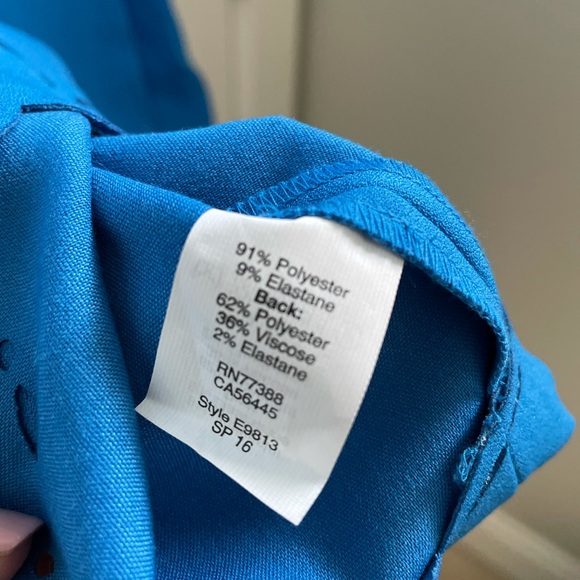 91% Polyester
9% Elastane
Back:
62% Polyester
36% Viscose
2% Elastane
RN77388
CA56445
Style E9813
SP 16